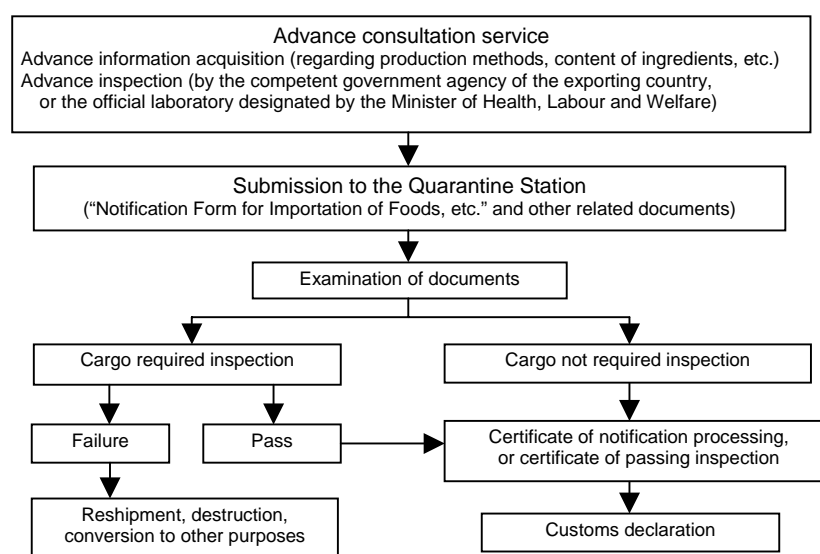 Advance consultation service
Advance information acquisition (regarding production methods, content of ingredients, etc.)
Advance inspection (by the competent government agency of the exporting country,
or the official laboratory designated by the Minister of Health, Labour and Welfare)
Submission to the Quarantine Station
("Notification Form for Importation of Foods, etc." and other related documents)
Examination of documents
Cargo required inspection
Cargo not required inspection
Failure
Pass
Certificate of notification processing,
or certificate of passing inspection
Reshipment, destruction,
conversion to other purposes
Customs declaration